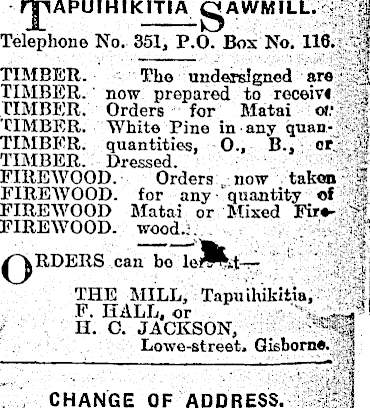 TAPUIHIKITIA SAWMILL.
Telephone No. 351, P.O. Box No. 116.
TIMBER. The undersigned are
TIMBER. now prepared to receive
TIMBER. Orders for Matai or
TIMBER. White Pine in any quan-
TIMBER. quantities, O., B., or
TIMBER. Dressed.
FIREWOOD. Orders now taken
FIREWOOD. for any quantity of
FIREWOOD Matai or Mixed Fire-
FIREWOOD. wood.
ORDERS can be left at—
THE MILL, Tapuihikitia,
F. HALL, or
H. C. JACKSON,
Lowe-street, Gisborne.
CHANGE OF ADDRESS.